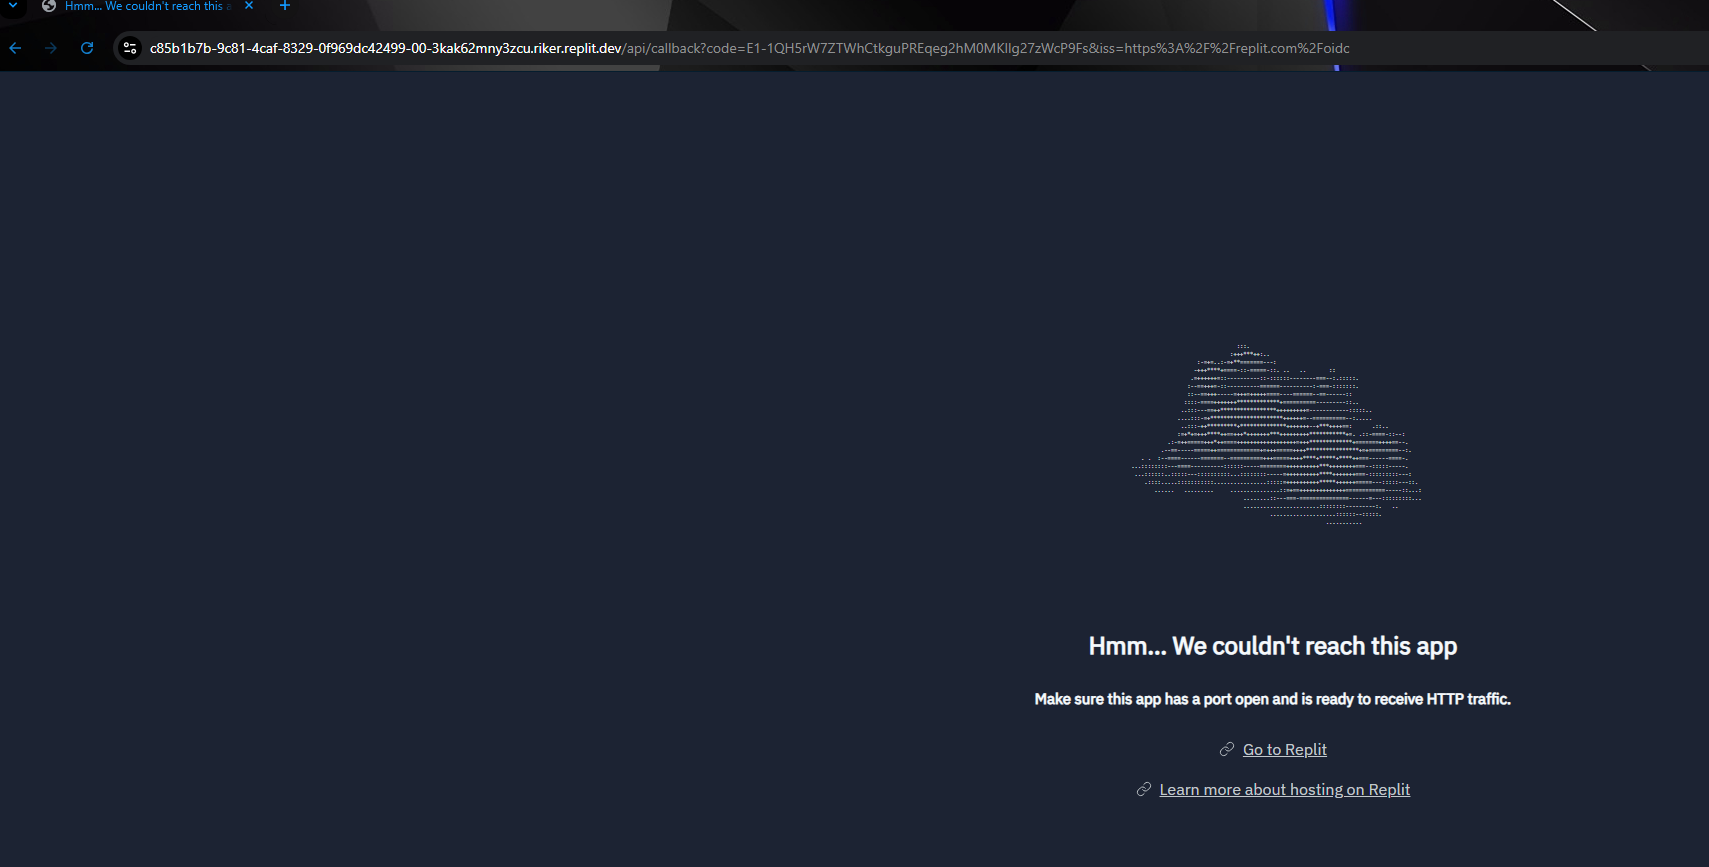 Hmm... We couldn't reach this a
c85b1b7b-9c81-4caf-8329-0f969dc42499-00-3kak62mny3zcu.riker.replit.dev/api/callback?code=E1-1QH5rW7ZTWhCtkguPREqeg2hM0MKlIg27zWcP9Fs&iss=https%3A%2F%2Freplit.com%2Foidc
Hmm... We couldn't reach this app
Make sure this app has a port open and is ready to receive HTTP traffic.
Go to Replit
Learn more about hosting on Replit